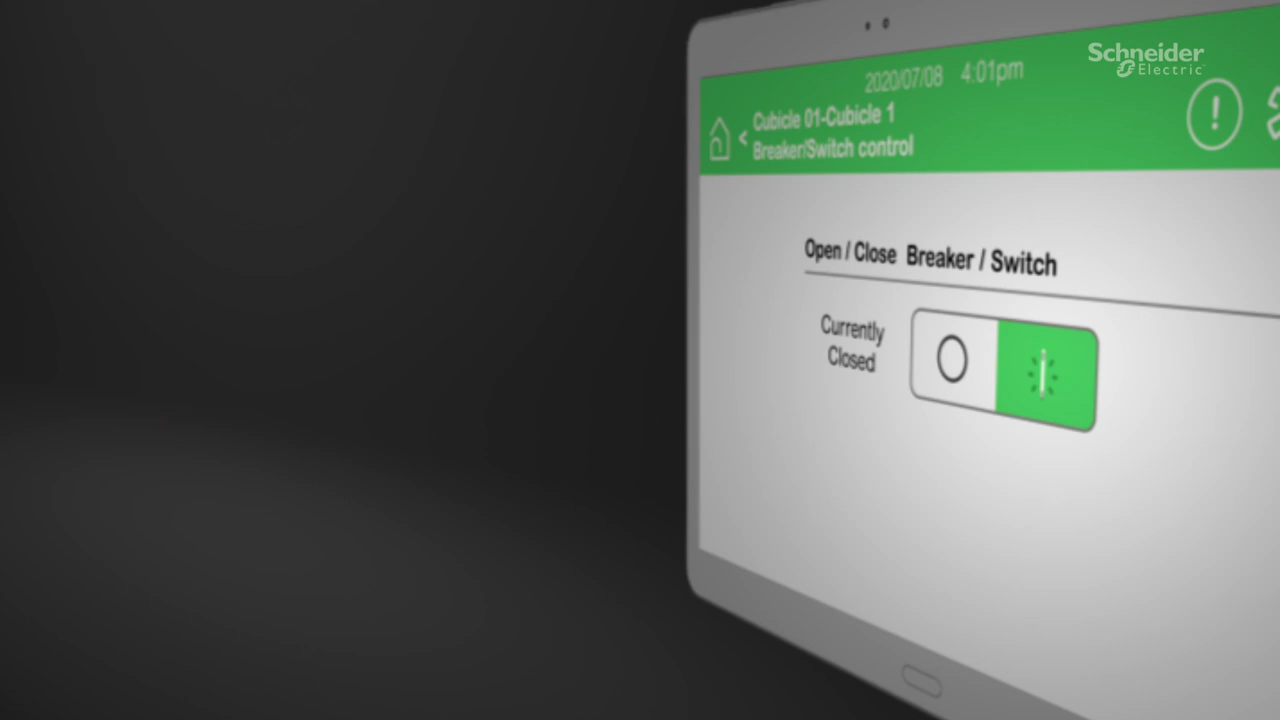 Schneider
Electric
2020/07/08 4:01pm
< Cubicle 01-Cubicle 1
Breaker/Switch control
Open / Close Breaker / Switch
Currently
Closed